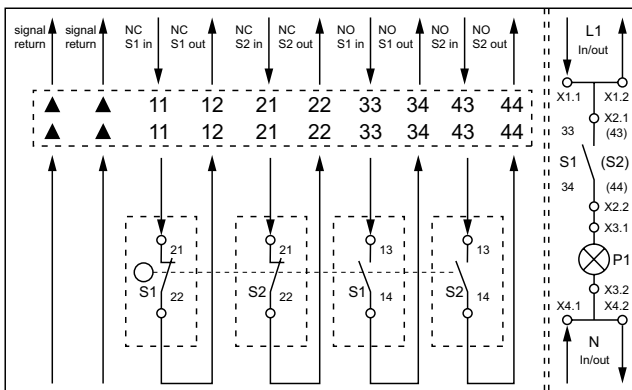 signal return
signal return
NC S1 in
NC S1 out
NC S2 in
NC S2 out
NO S1 in
NO S1 out
NO S2 in
NO S2 out
▲ ▲ 11 12 21 22 33 34 43 44
▲ ▲ 11 12 21 22 33 34 43 44
21
S1
22
21
S2
22
13
S1
14
13
S2
14
L1
In/out
X1.1 X1.2
X2.1
33 (43)
S1 (S2)
34 (44)
X2.2
X3.1
P1
X3.2
X4.1 X4.2
N
In/out